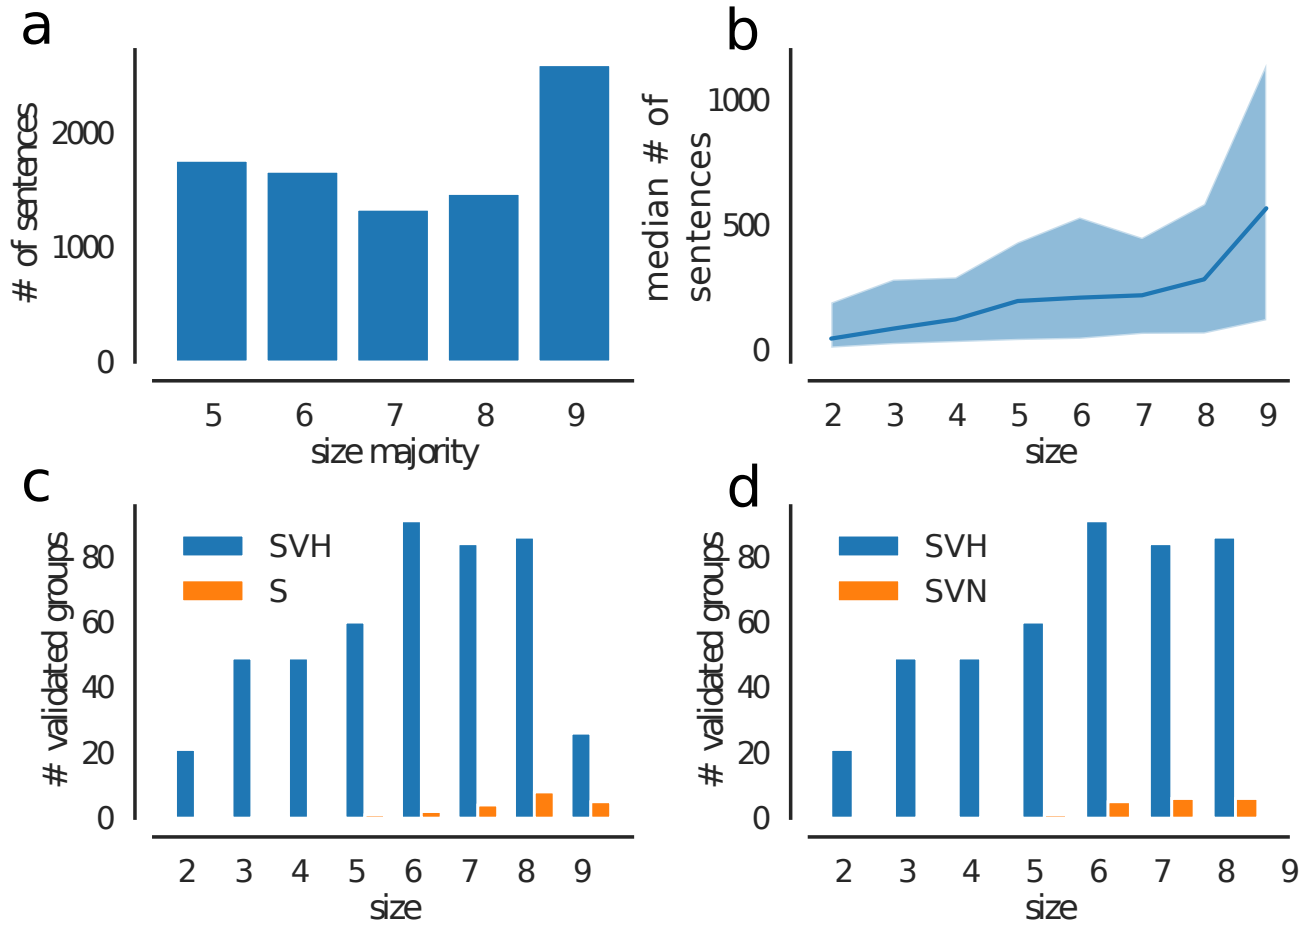 a
# of sentences
2000
1000
0
5 6 7 8 9
size majority
b
median # of
sentences
1000
500
0
2 3 4 5 6 7 8 9
size
c
# validated groups
80
60
40
20
0
SVH
S
2 3 4 5 6 7 8 9
size
d
# validated groups
80
60
40
20
0
SVH
SVN
2 3 4 5 6 7 8 9
size